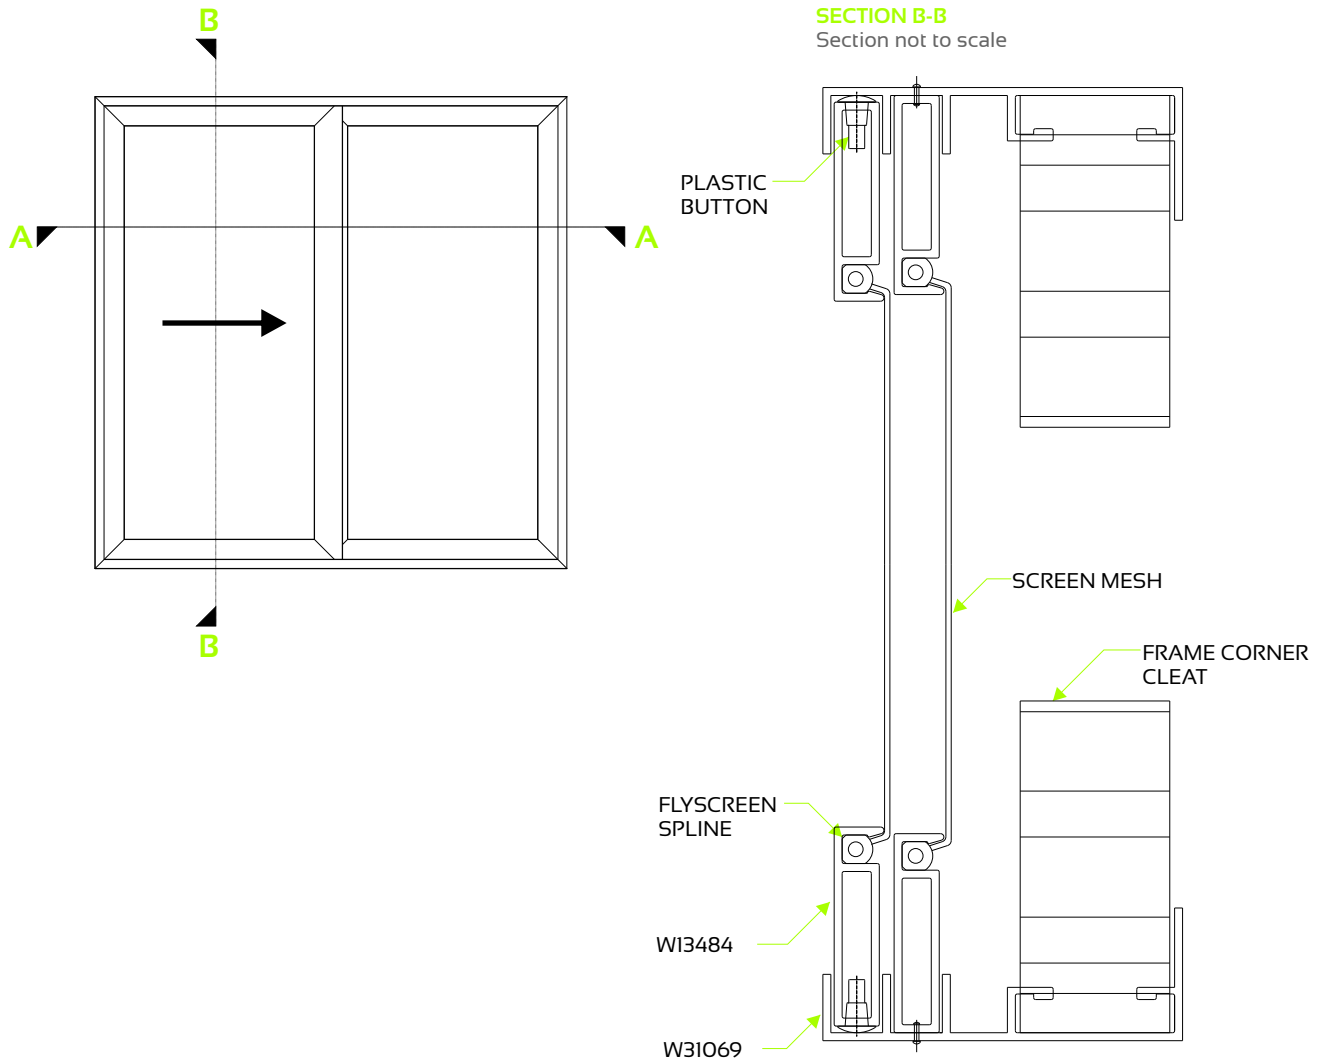 B
A
A
B
SECTION B-B
Section not to scale
PLASTIC
BUTTON
SCREEN MESH
FRAME CORNER
CLEAT
FLYSCREEN
SPLINE
W13484
W31069